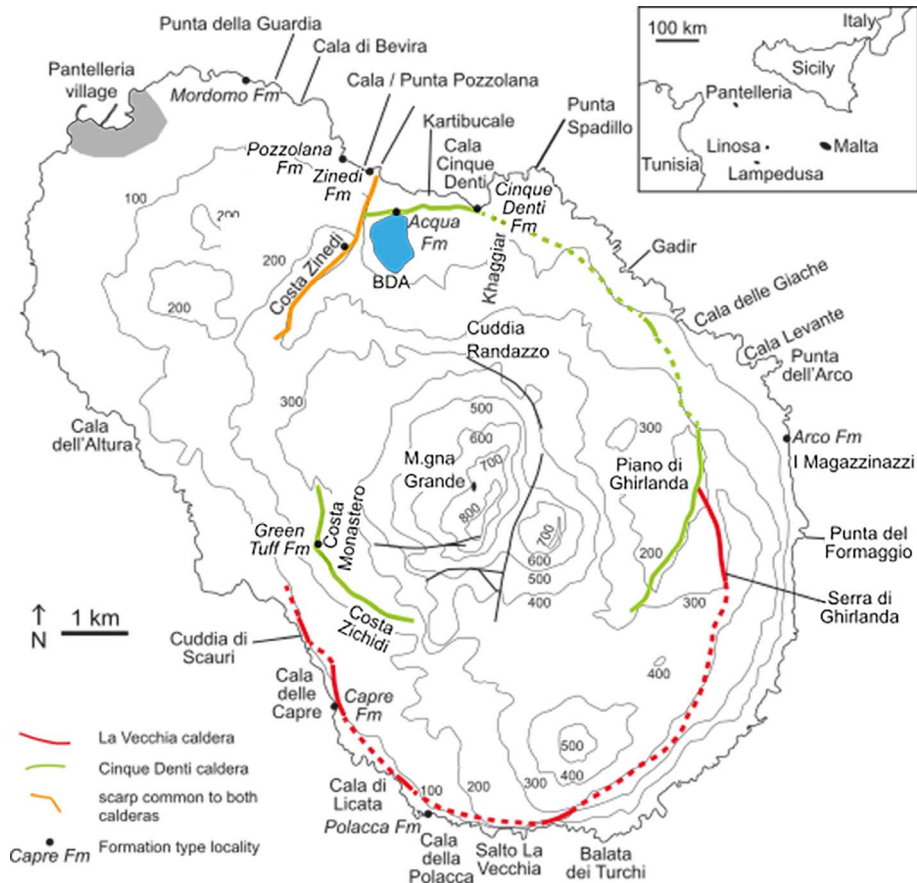 Punta della Guardia
Cala di Bevira
Pantelleria
village
Mordomo Fm
Cala / Punta Pozzolana
Kartibucale
Punta
Spadillo
Cala
Cinque
Denti
Pozzolana
Fm
Zinedi
Fm
Cinque
Denti
Fm
Acqua
Fm
BDA
Khaggiar
Costa Zinedi
Gadir
Cala delle Giache
Cala Levante
Punta
dell'Arco
100
200
200
200
Cuddia
Randazzo
300
500
600
700
800
M.gna
Grande
300
300
Arco Fm
I Magazzinazzi
Piano di
Ghirlanda
Cala
dell'Altura
700
600
500
400
200
300
Punta del
Formaggio
Serra di
Ghirlanda
Green
Tuff Fm
Costa
Monastero
Costa
Zichidi
N
1 km
Cuddia di
Scauri
Cala
delle
Capre
Capre
Fm
400
500
400
300
200
100
Cala di
Licata
Polacca Fm
Cala
della
Polacca
Salto La
Vecchia
Balata
dei Turchi
La Vecchia caldera
Cinque Denti caldera
scarp common to both
calderas
Capre Fm
Formation type locality
100 km
Italy
Sicily
Pantelleria
Linosa
Malta
Tunisia
Lampedusa